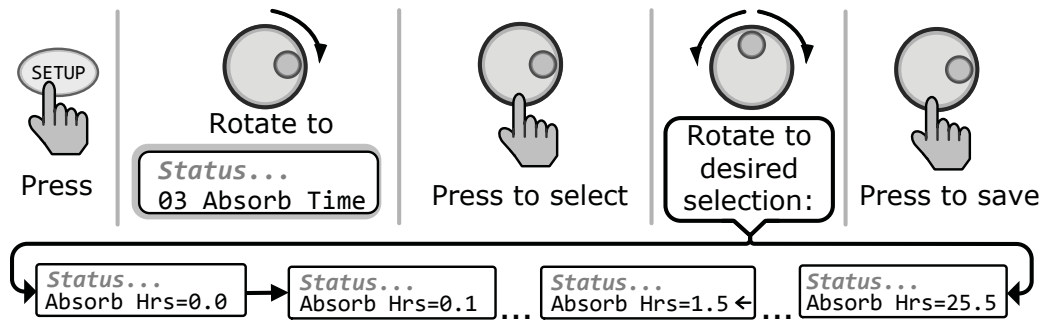 SETUP
Press
Rotate to
Status...
03 Absorb Time
Press to select
Rotate to
desired
selection:
Press to save
Status...
Absorb Hrs=0.0
Status...
Absorb Hrs=0.1
...
Status...
Absorb Hrs=1.5 ←
...
Status...
Absorb Hrs=25.5